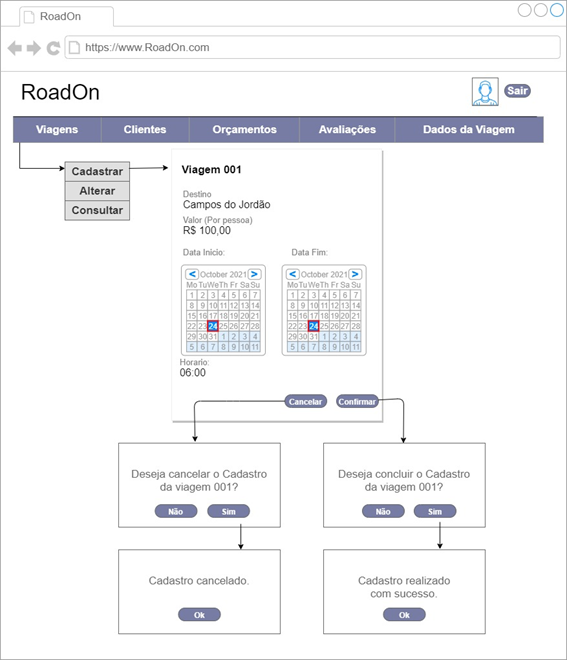 RoadOn
https://www.RoadOn.com
RoadOn
Sair
Viagens Clientes Orçamentos Avaliações Dados da Viagem
Cadastrar
Alterar
Consultar
Viagem 001
Destino
Campos do Jordão
Valor (Por pessoa)
R$ 100,00
Data Inicio: Data Fim:
< October 2021 > < October 2021 >
Mo Tu We Th Fr Sa Su Mo Tu We Th Fr Sa Su
1 2 3 4 5 6 7 1 2 3 4 5 6 7
8 9 10 11 12 13 14 8 9 10 11 12 13 14
15 16 17 18 19 20 21 15 16 17 18 19 20 21
22 23 24 25 26 27 28 22 23 24 25 26 27 28
29 30 31 1 2 3 4 29 30 31 1 2 3 4
5 6 7 8 9 10 11 5 6 7 8 9 10 11
Horario:
06:00
Cancelar Confirmar
Deseja cancelar o Cadastro
da viagem 001?
Não Sim
Deseja concluir o Cadastro
da viagem 001?
Não Sim
Cadastro cancelado.
Ok
Cadastro realizado
com sucesso.
Ok